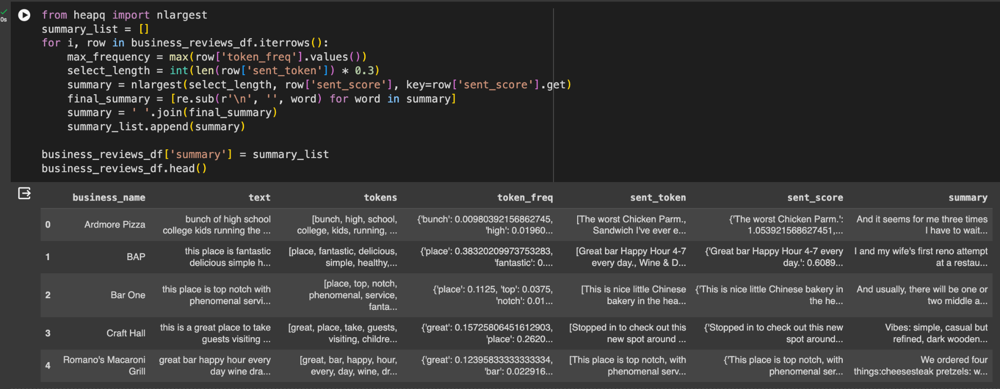 0s
from heapq import nlargest
summary_list = []
for i, row in business_reviews_df.iterrows():
    max_frequency = max(row['token_freq'].values())
    select_length = int(len(row['sent_token']) * 0.3)
    summary = nlargest(select_length, row['sent_score'], key=row['sent_score'].get)
    final_summary = [re.sub(r'\n', '', word) for word in summary]
    summary = ' '.join(final_summary)
    summary_list.append(summary)
business_reviews_df['summary'] = summary_list
business_reviews_df.head()
business_name text tokens token_freq sent_token sent_score summary
0 Ardmore Pizza bunch of high school college kids running the ... [bunch, high, school, college, kids, running, ... {'bunch': 0.00980392156862745, 'high': 0.01960... [The worst Chicken Parm., Sandwich I've ever e... {'The worst Chicken Parm.': 1.053921568627451,... And it seems for me three times I have to wait...
1 BAP this place is fantastic delicious simple h... [place, fantastic, delicious, simple, healthy,... {'place': 0.38320209973753283, 'fantastic': 0.... [Great bar Happy Hour 4-7 every day., Wine & D... {'Great bar Happy Hour 4-7 every day.': 0.6089... I and my wife's first reno attempt at a restau...
2 Bar One this place is top notch with phenomenal servi... [place, top, notch, phenomenal, service, fanta... {'place': 0.1125, 'top': 0.0375, 'notch': 0.01... [This is nice little Chinese bakery in the hea... {'This is nice little Chinese bakery in the he... And usually, there will be one or two middle a...
3 Craft Hall this is a great place to take guests visiting ... [great, place, take, guests, visiting, childre... {'great': 0.15725806451612903, 'place': 0.2620... [Stopped in to check out this new spot around ... {'Stopped in to check out this new spot around... Vibes: simple, casual but refined, dark wooden...
4 Romano's Macaroni Grill great bar happy hour every day wine dra... [great, bar, happy, hour, every, day, wine, dr... {'great': 0.12395833333333334, 'bar': 0.022916... [This place is top notch, with phenomenal serv... {'This place is top notch, with phenomenal ser... We ordered four things:cheesesteak pretzels: w...